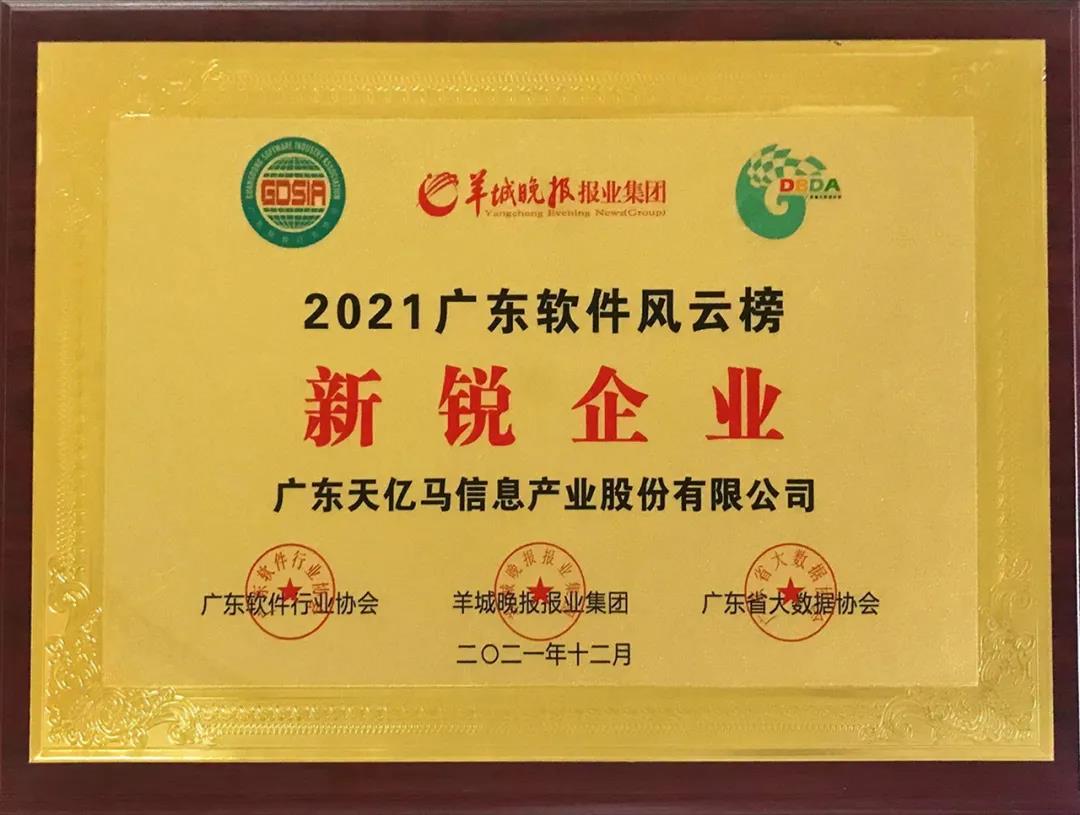 GUANGDONG SOFTWARE INDUSTRY ASSOCIATION
GDSIA
羊城晚报报业集团
Yangcheng Evening News(Group)
DBDA
2021广东软件风云榜
新锐企业
广东天亿马信息产业股份有限公司
广东软件行业协会
羊城晚报报业集团
广东省大数据协会
二〇二一年十二月